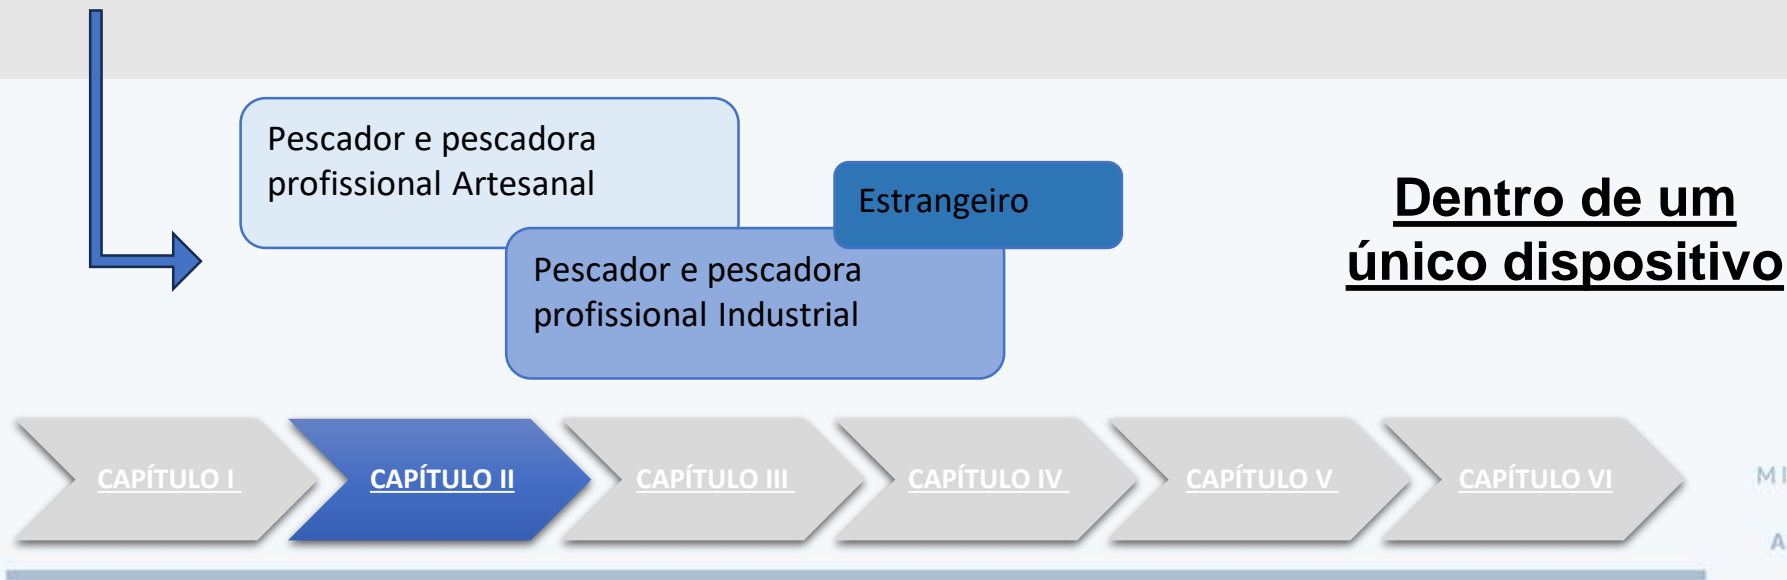 Pescador e pescadora
profissional Artesanal
Estrangeiro
Pescador e pescadora
profissional Industrial
Dentro de um
único dispositivo
CAPÍTULO I
CAPÍTULO II
CAPÍTULO III
CAPÍTULO IV
CAPÍTULO V
CAPÍTULO VI
MI
A